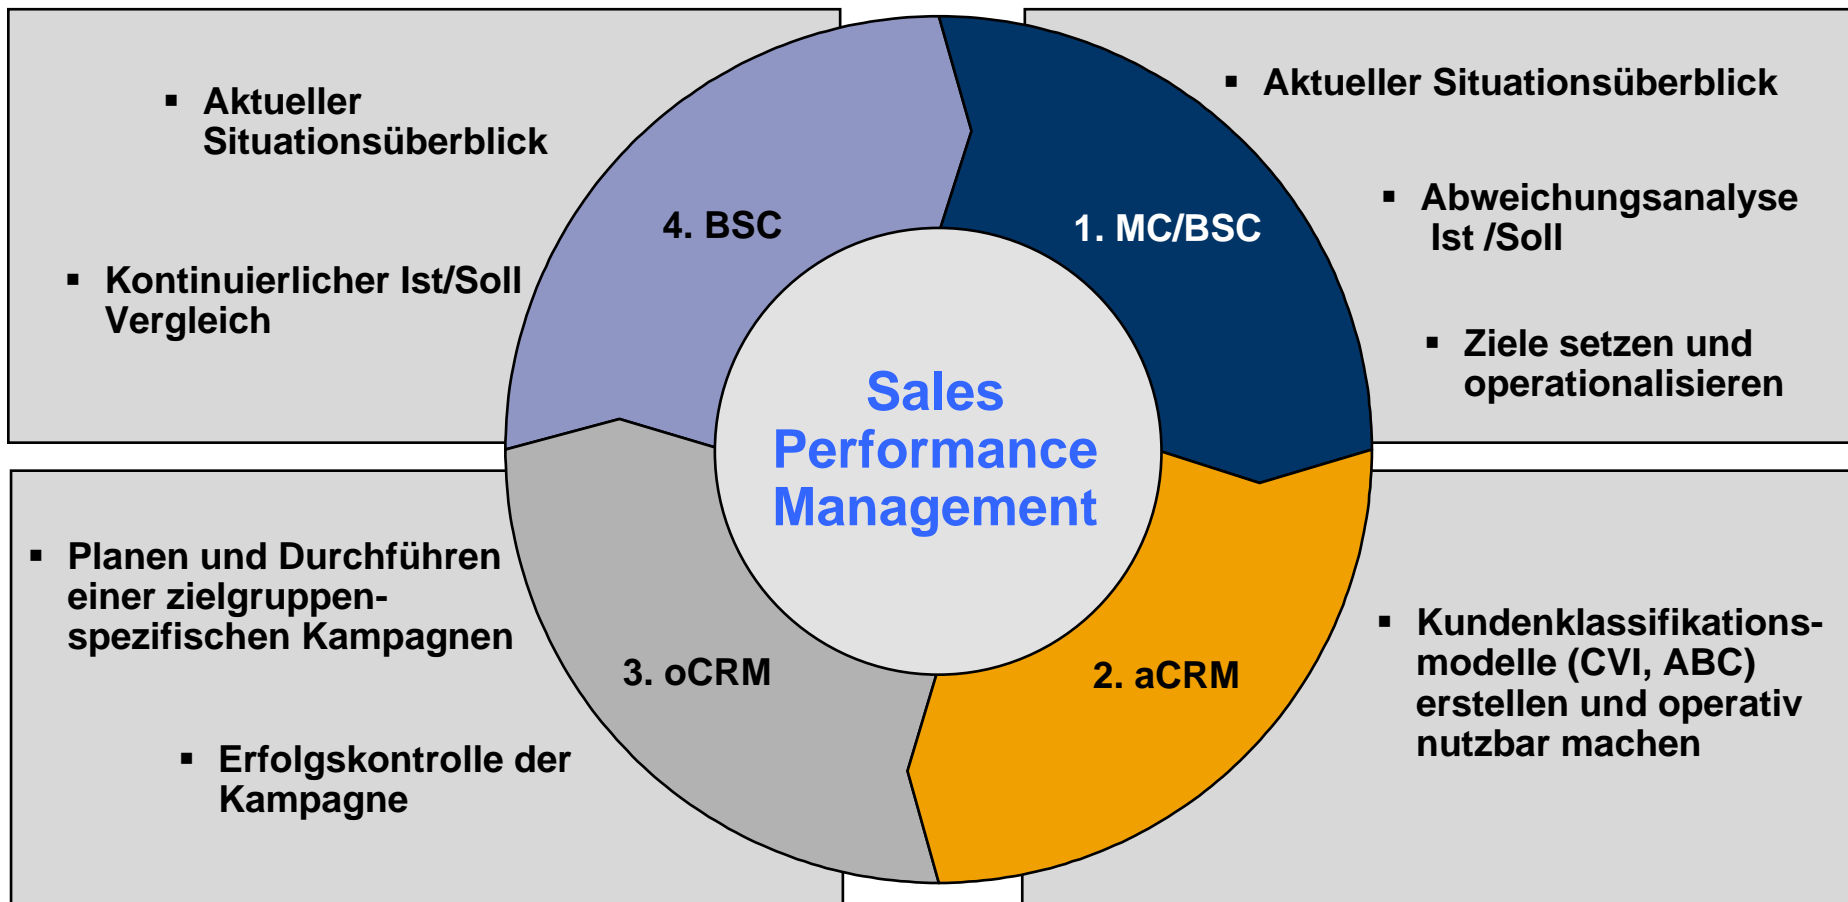 ▪ Aktueller
Situationsüberblick
▪ Kontinuierlicher Ist/Soll
Vergleich
4. BSC
1. MC/BSC
▪ Aktueller Situationsüberblick
▪ Abweichungsanalyse
Ist /Soll
▪ Ziele setzen und
operationalisieren
Sales
Performance
Management
▪ Planen und Durchführen
einer zielgruppen-
spezifischen Kampagnen
▪ Erfolgskontrolle der
Kampagne
3. oCRM
2. aCRM
▪ Kundenklassifikations-
modelle (CVI, ABC)
erstellen und operativ
nutzbar machen